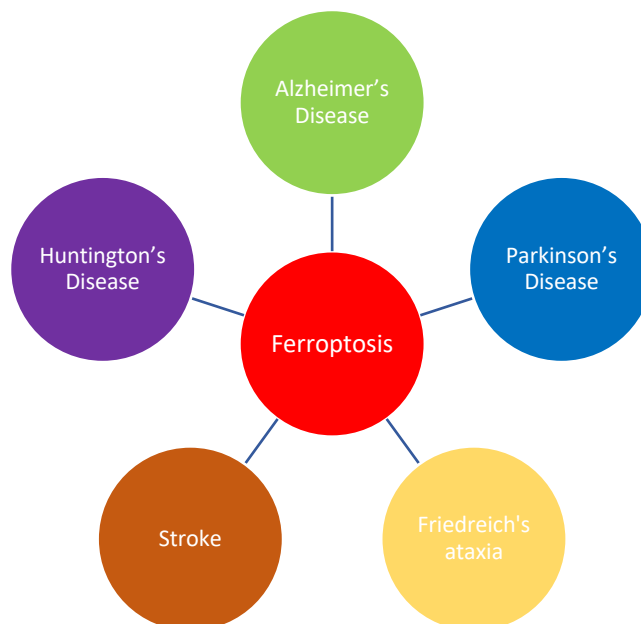 Alzheimer’s
Disease
Huntington’s
Disease
Parkinson’s
Disease
Ferroptosis
Stroke
Friedreich's
ataxia